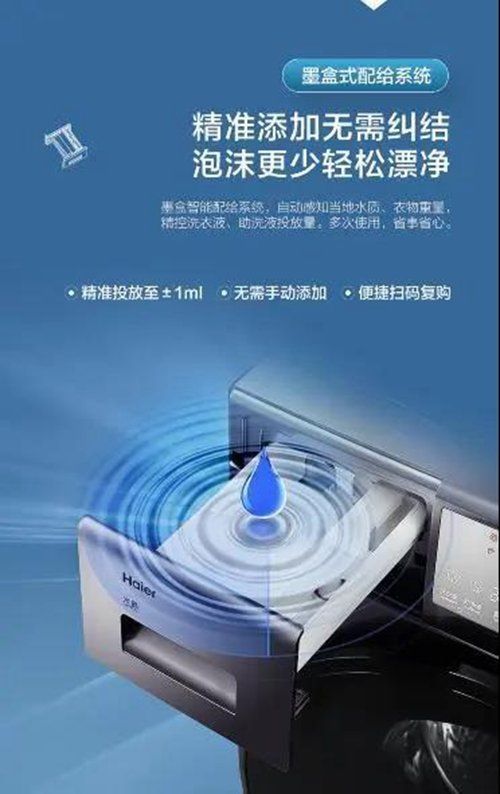 墨盒式配给系统
精准添加无需纠结
泡沫更少轻松漂净
墨盒智能配给系统，自动感知当地水质、衣物重量，
精控洗衣液、助洗液投放量。多次使用，省事省心。
• 精准投放至±1ml • 无需手动添加 • 便捷扫码复购
Haier